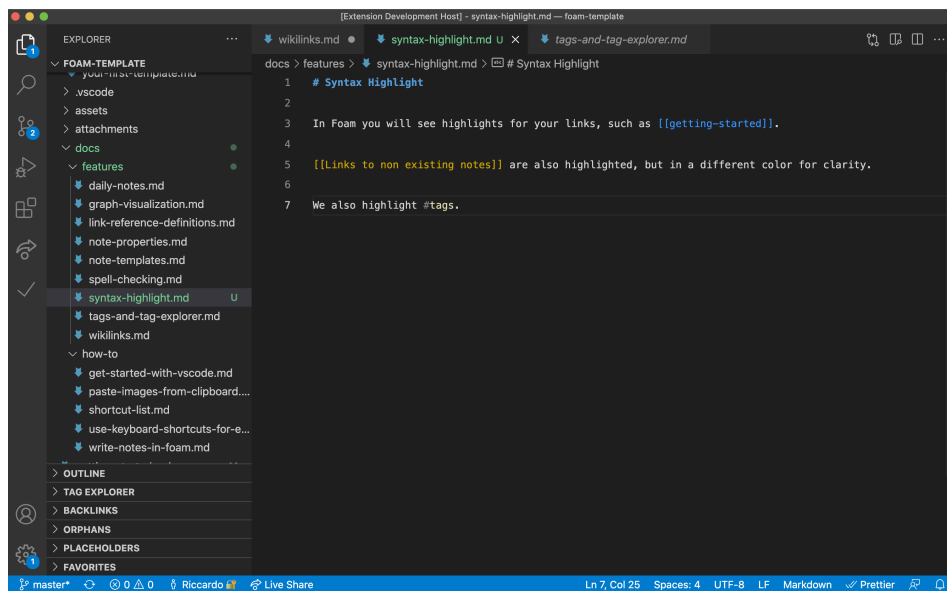 [Extension Development Host] - syntax-highlight.md — foam-template
1
2
1
EXPLORER ...
FOAM-TEMPLATE
your-first-template.md
.vscode
assets
attachments
docs
features
daily-notes.md
graph-visualization.md
link-reference-definitions.md
note-properties.md
note-templates.md
spell-checking.md
syntax-highlight.md U
tags-and-tag-explorer.md
wikilinks.md
how-to
get-started-with-vscode.md
paste-images-from-clipboard....
shortcut-list.md
use-keyboard-shortcuts-for-e...
write-notes-in-foam.md
OUTLINE
TAG EXPLORER
BACKLINKS
ORPHANS
PLACEHOLDERS
FAVORITES
wikilinks.md syntax-highlight.md U tags-and-tag-explorer.md
docs > features > syntax-highlight.md > # Syntax Highlight
1 # Syntax Highlight
2
3 In Foam you will see highlights for your links, such as [[getting-started]].
4
5 [[Links to non existing notes]] are also highlighted, but in a different color for clarity.
6
7 We also highlight #tags.
master* 0 0 Riccardo Live Share Ln 7, Col 25 Spaces: 4 UTF-8 LF Markdown Prettier